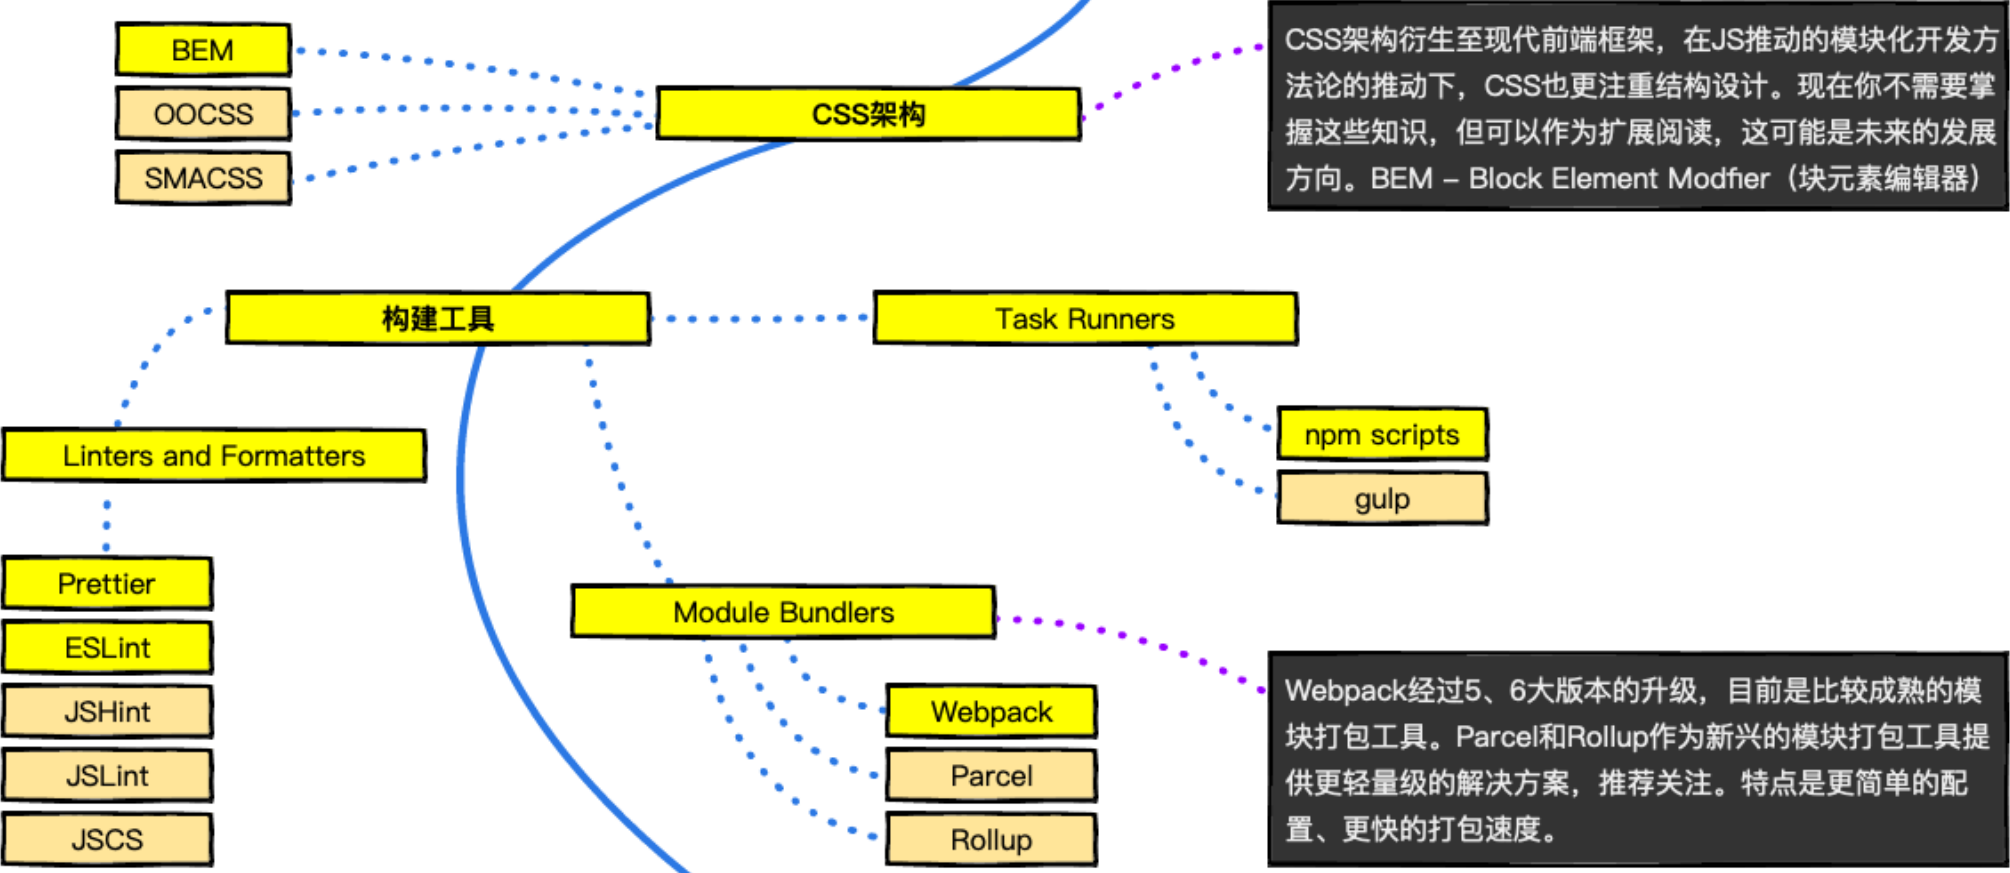 BEM
OOCSS
SMACSS
CSS架构
CSS架构衍生至现代前端框架，在JS推动的模块化开发方
法论的推动下，CSS也更注重结构设计。现在你不需要掌
握这些知识，但可以作为扩展阅读，这可能是未来的发展
方向。BEM – Block Element Modfier（块元素编辑器）
构建工具
Task Runners
npm scripts
gulp
Linters and Formatters
Prettier
ESLint
JSHint
JSLint
JSCS
Module Bundlers
Webpack
Parcel
Rollup
Webpack经过5、6大版本的升级，目前是比较成熟的模
块打包工具。Parcel和Rollup作为新兴的模块打包工具提
供更轻量级的解决方案，推荐关注。特点是更简单的配
置、更快的打包速度。